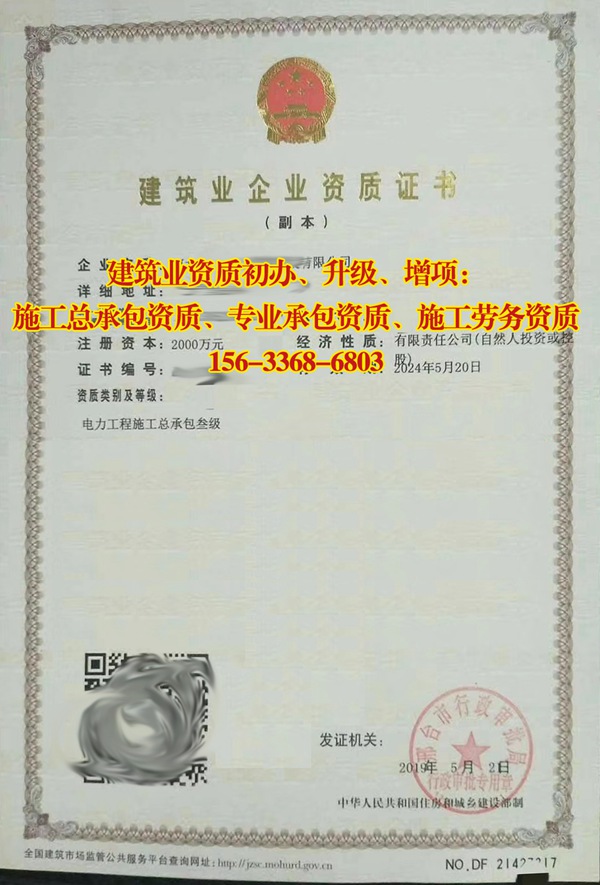 建筑业企业资质证书
(副本)
企业
有限公司
建筑业资质初办、升级、增项:
详细地址:
施工总承包资质、专业承包资质、施工劳务资质
注册资本: 2000万元
经济性质: 有限责任公司(自然人投资或控股)
156-3368-6803
证书编号:
2024年5月20日
资质类别及等级:
电力工程施工总承包叁级
发证机关:
邢台市行政审批局
行政审批专用章
2019年 5月 21日
中华人民共和国住房和城乡建设部制
全国建筑市场监管公共服务平台查询网址: http://jzsc.mohurd.gov.cn
NO.DF